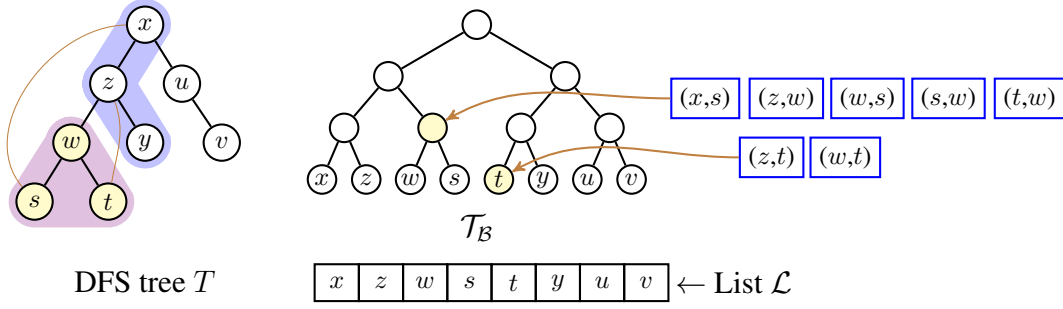 x
z u
(x,s) (z,w) (w,s) (s,w) (t,w)
w y v
(z,t) (w,t)
x z w s t y u v
s t
𝒯_ℬ
DFS tree T
x z w s t y u v ← List ℒ